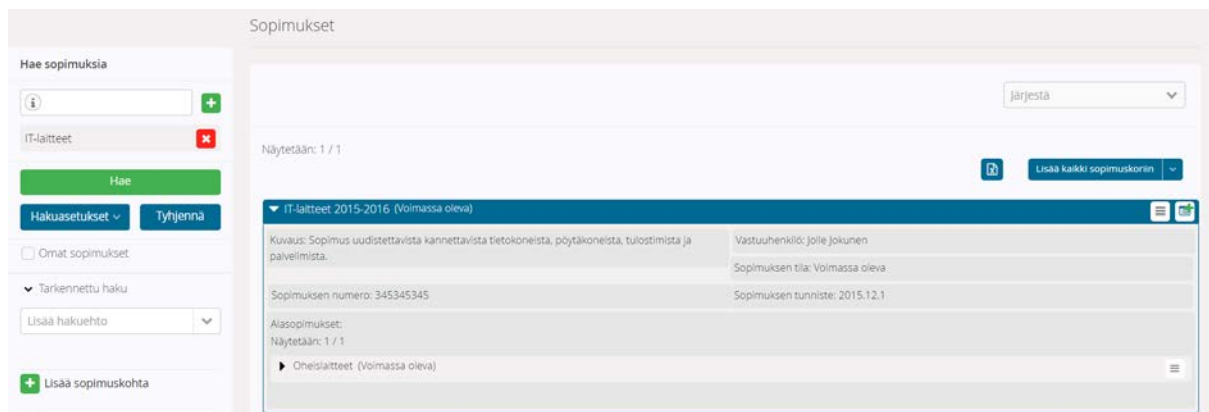 Sopimukset
Hae sopimuksia
IT-laitteet
Hae
Hakuasetukset
Tyhjennä
Omat sopimukset
Tarkennettu haku
Lisää hakuehto
Lisää sopimuskohta
Järjestä
Näytetään: 1 / 1
Lisää kaikki sopimuskoriin
IT-laitteet 2015-2016 (Voimassa oleva)
Kuvaus: Sopimus uudistettavista kannettavista tietokoneista, pöytäkoneista, tulostimista ja
palvelimista.
Vastuuhenkilö: Jolle Jokunen
Sopimuksen tila: Voimassa oleva
Sopimuksen numero: 345345345
Sopimuksen tunniste: 2015.12.1
Alasopimukset:
Näytetään: 1 / 1
Oheislaitteet (Voimassa oleva)